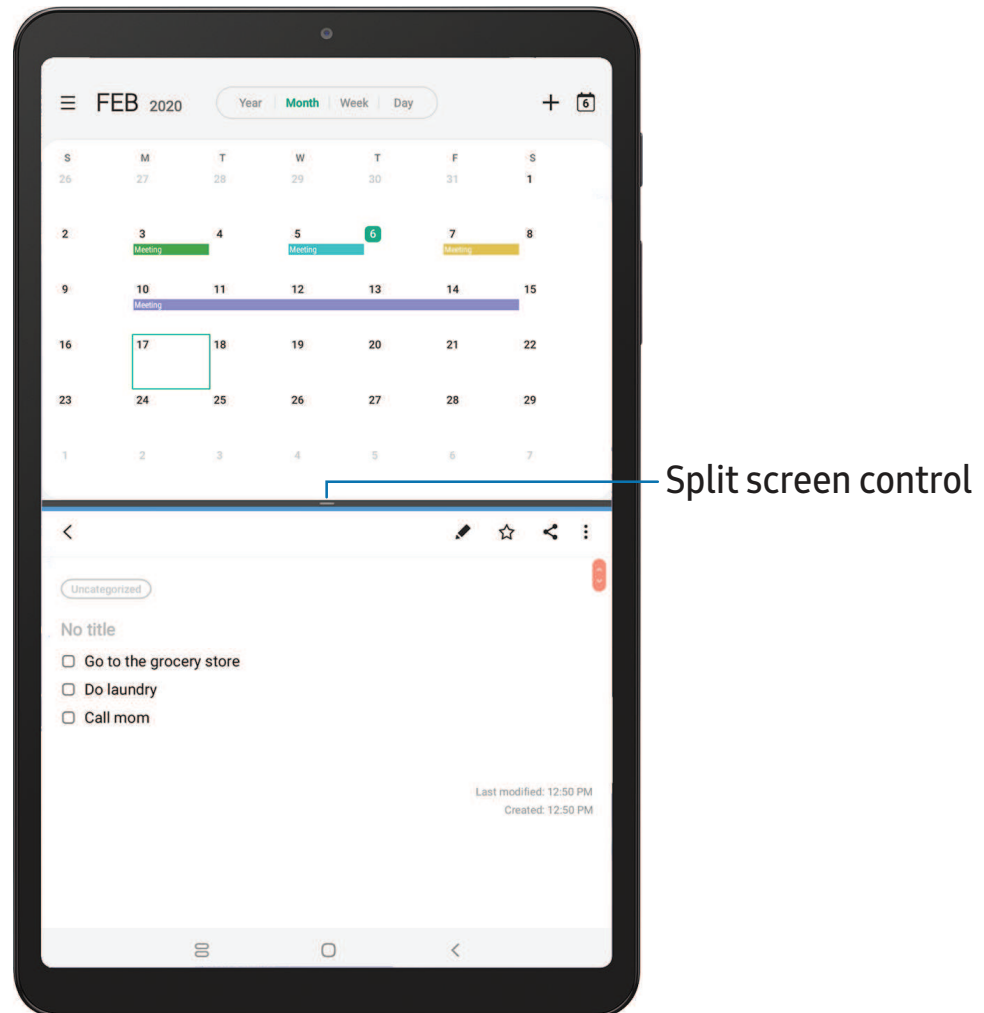 FEB 2020 Year Month Week Day 6
S M T W T F S
26 27 28 29 30 31 1
2 3 4 5 6 7 8
Meeting Meeting Meeting
9 10 11 12 13 14 15
Meeting
16 17 18 19 20 21 22
23 24 25 26 27 28 29
1 2 3 4 5 6 7
Split screen control
Uncategorized
No title
Go to the grocery store
Do laundry
Call mom
Last modified: 12:50 PM
Created: 12:50 PM